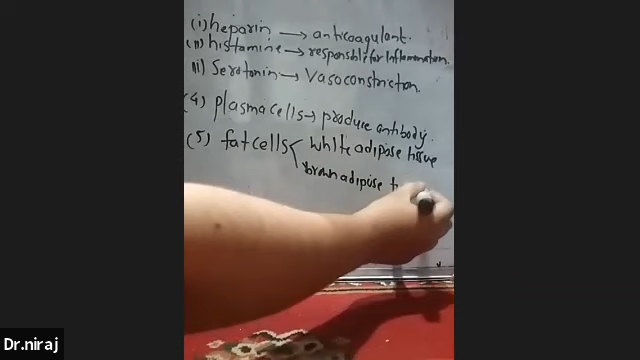 (i) heparin → anticoagulant.
(ii) histamine → responsible for Inflammation.
iii) Serotonin → Vasoconstriction.
(4) plasma cells → produce antibody.
(5) fat cells < white adipose tissue
brown adipose t
Dr.niraj